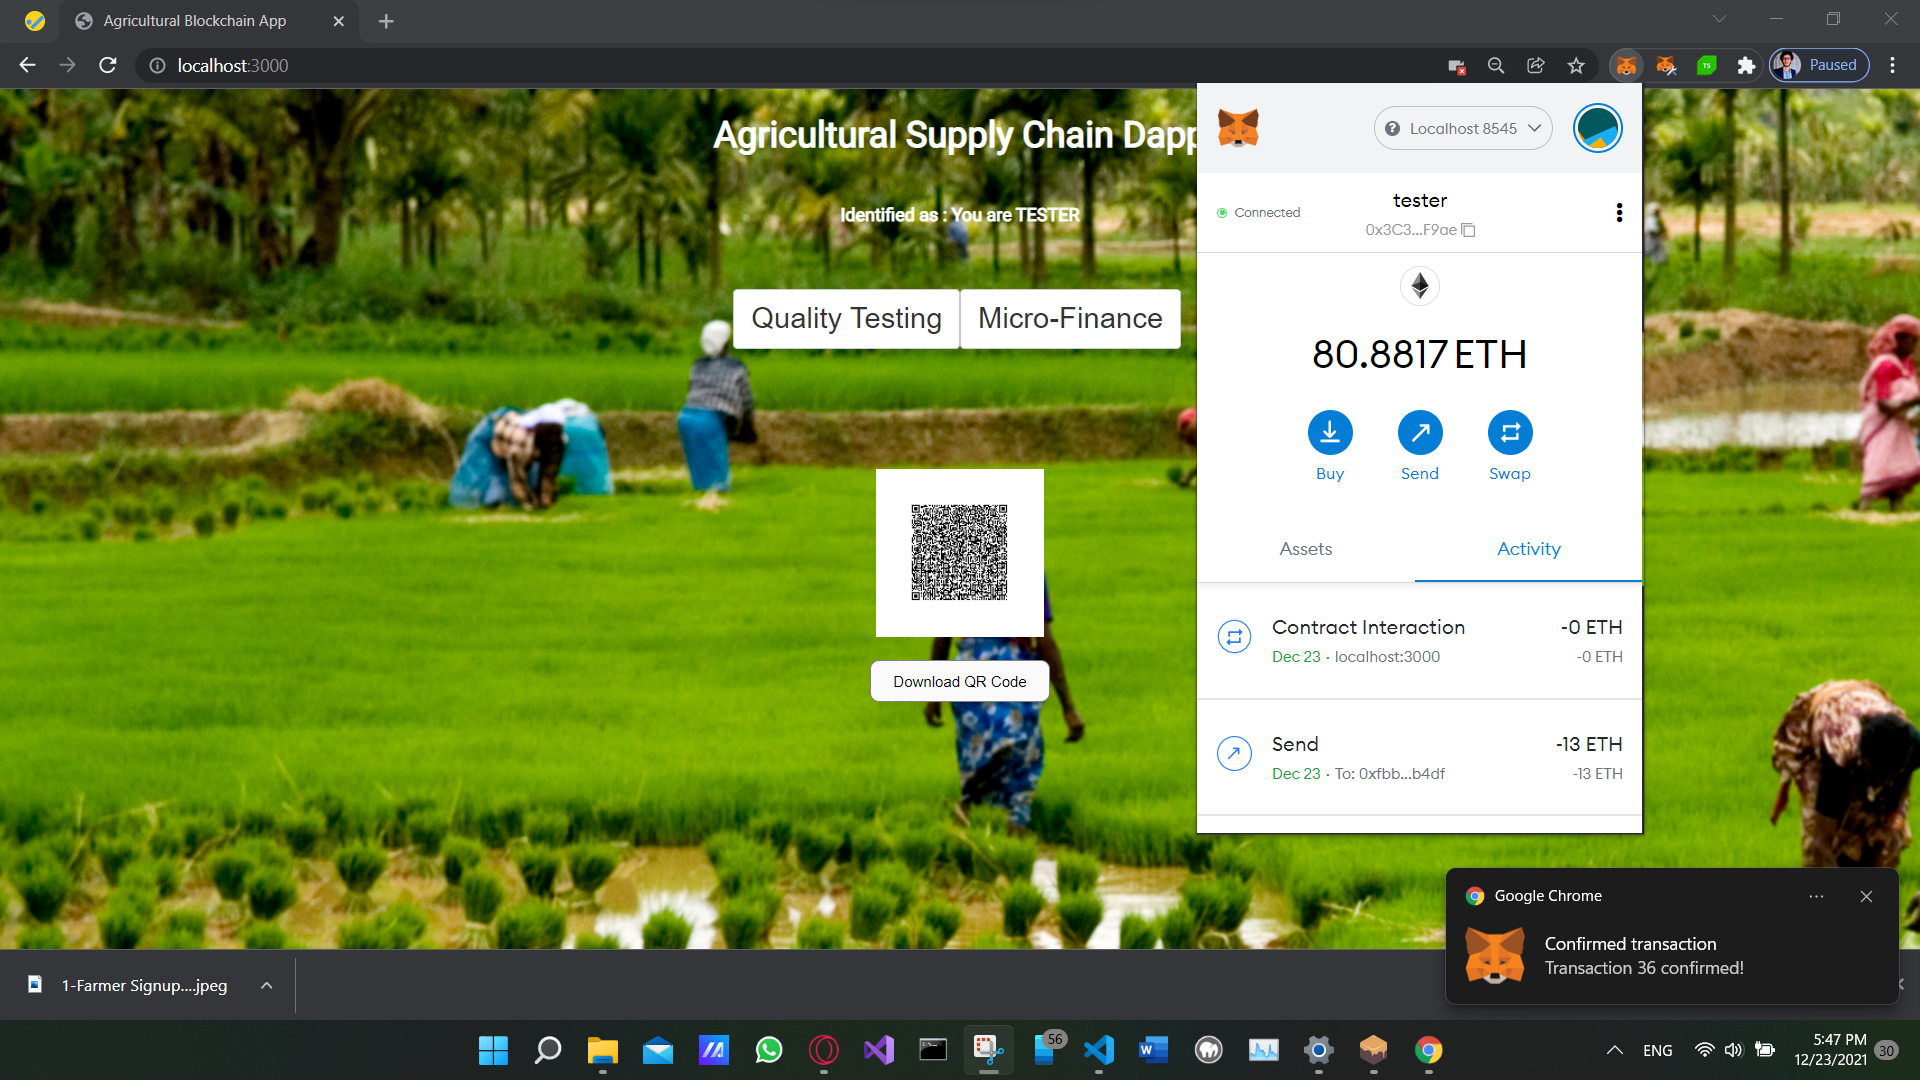 Agricultural Blockchain App
localhost:3000
TS
Paused
Agricultural Supply Chain Dapp
Identified as : You are TESTER
Quality Testing
Micro-Finance
Download QR Code
Localhost 8545
Connected
tester
0x3C3...F9ae
80.8817 ETH
Buy
Send
Swap
Assets
Activity
Contract Interaction
-0 ETH
Dec 23 · localhost:3000
-0 ETH
Send
-13 ETH
Dec 23 · To: 0xfbb...b4df
-13 ETH
Google Chrome
Confirmed transaction
Transaction 36 confirmed!
1-Farmer Signup....jpeg
56
W
ENG
5:47 PM
12/23/2021
30